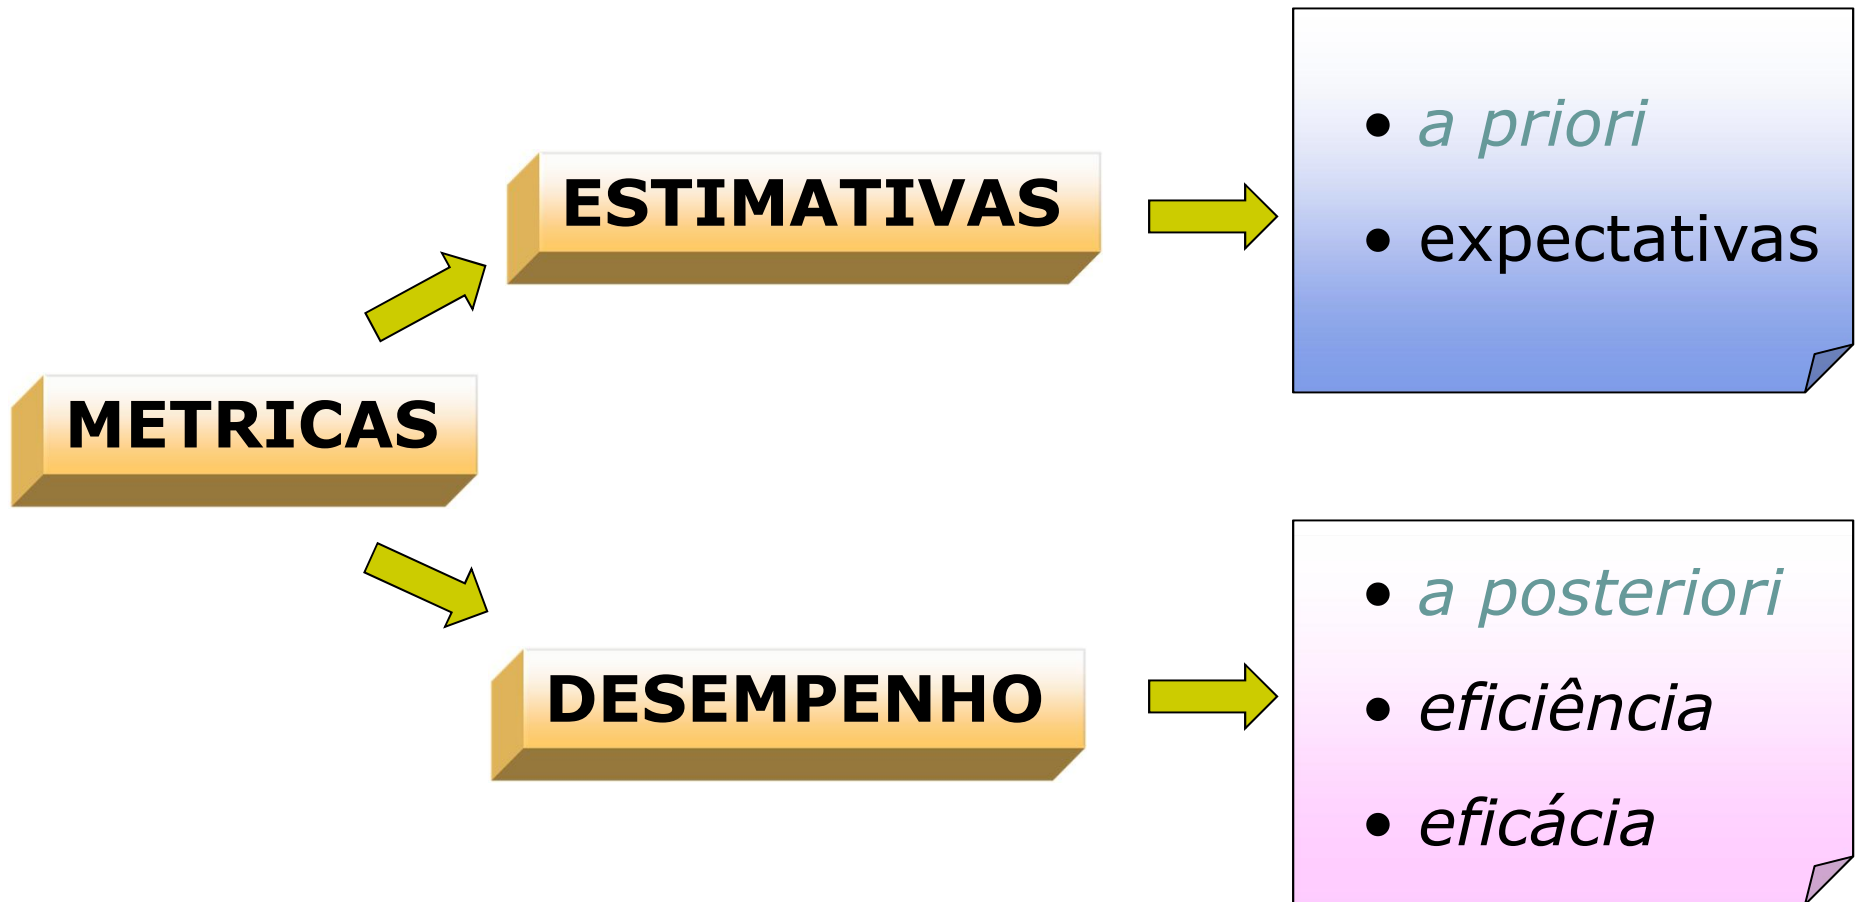 METRICAS
ESTIMATIVAS
• a priori
• expectativas
DESEMPENHO
• a posteriori
• eficiência
• eficácia